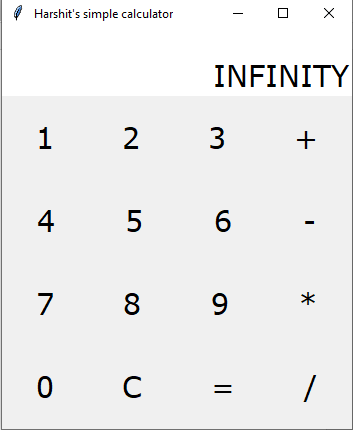 Harshit's simple calculator
INFINITY
1 2 3 +
4 5 6 -
7 8 9 *
0 C = /